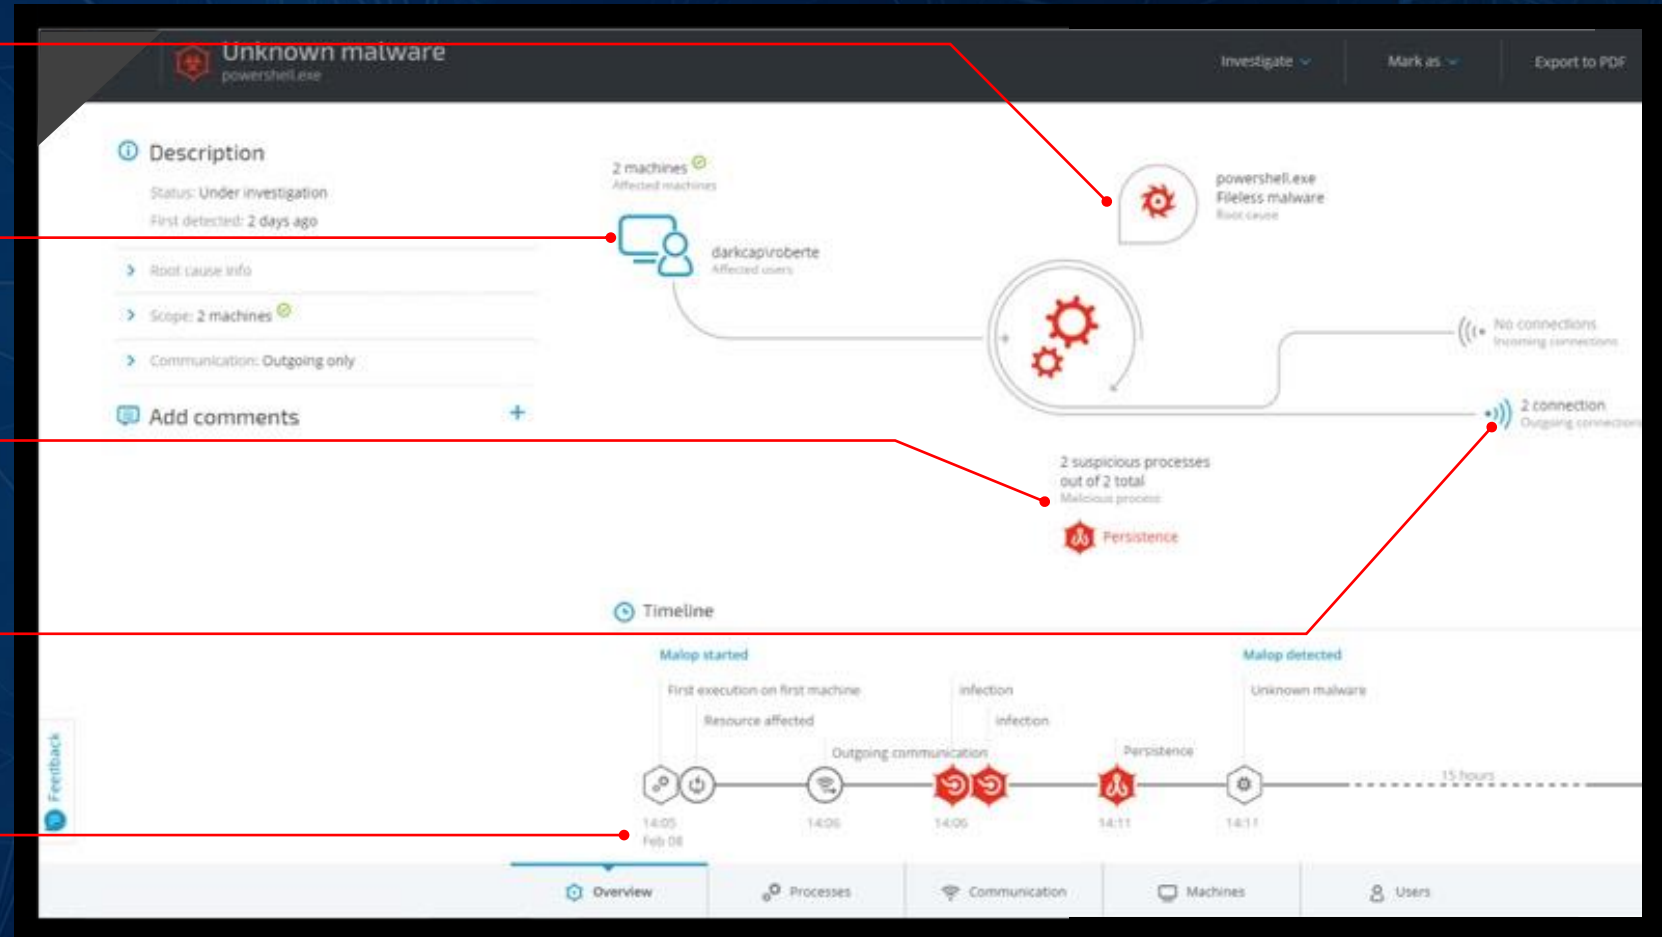 Unknown malware
powershell.exe
Investigate
Mark as
Export to PDF
Description
Status: Under investigation
First detected: 2 days ago
Root cause info
Scope: 2 machines
Communication: Outgoing only
Add comments
2 machines
Affected machines
darkcap\roberte
Affected users
powershell.exe
Fileless malware
Root cause
No connections
Incoming connections
2 connection
Outgoing connections
2 suspicious processes
out of 2 total
Malicious process
Persistence
Timeline
Malop started
Malop detected
First execution on first machine
infection
Unknown malware
Resource affected
infection
Outgoing communication
Persistence
15 hours
14:05
Feb 08
14:06
14:06
14:11
14:11
Feedback
Overview
Processes
Communication
Machines
Users